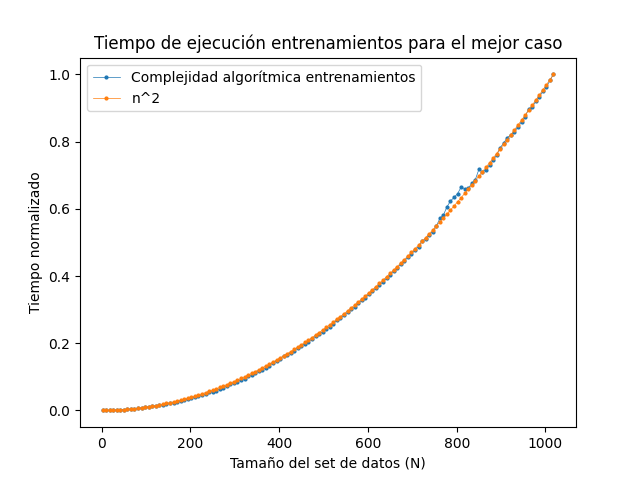 Tiempo de ejecución entrenamientos para el mejor caso
Complejidad algorítmica entrenamientos
n^2
1.0
0.8
0.6
0.4
0.2
0.0
Tiempo normalizado
0 200 400 600 800 1000
Tamaño del set de datos (N)